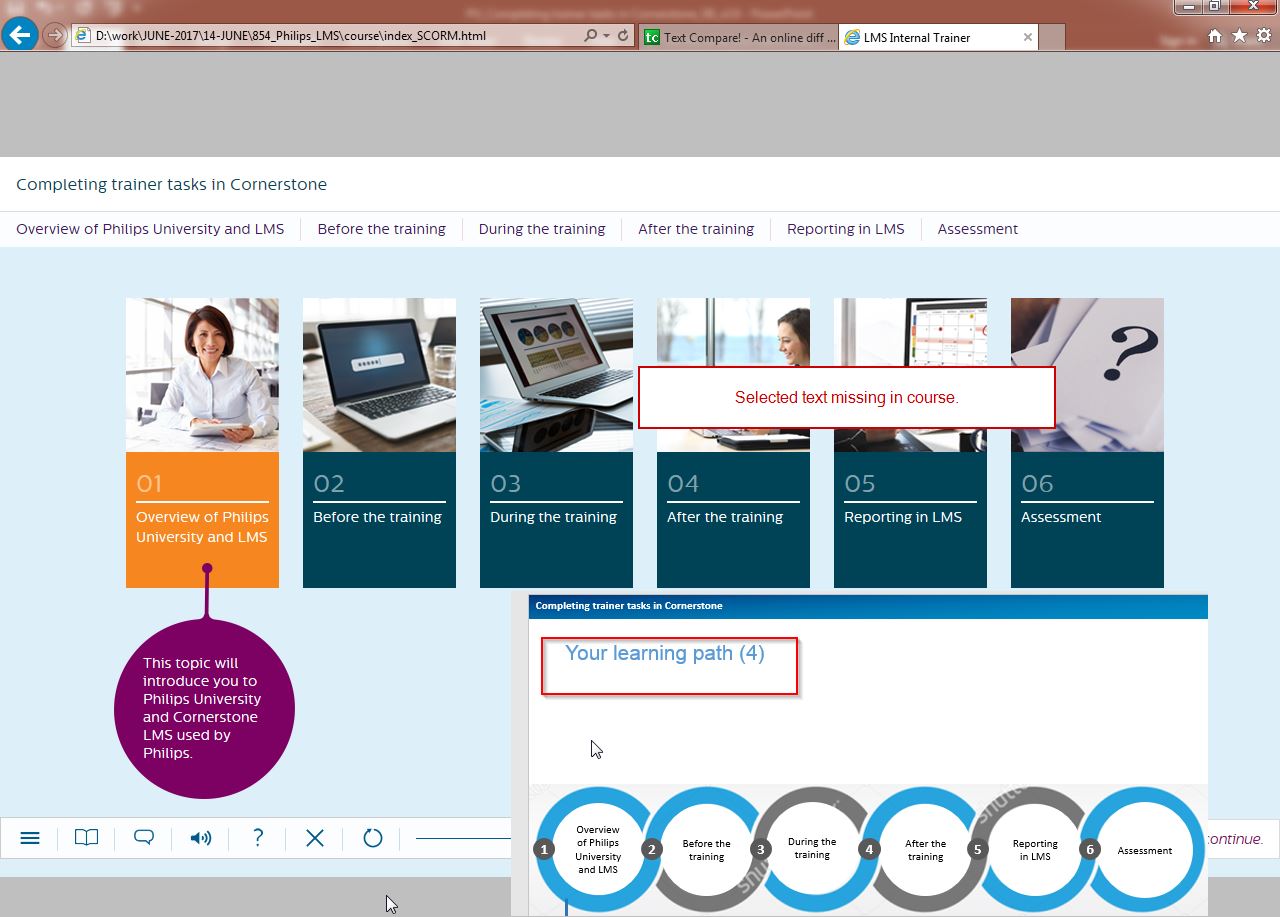 D:\work\JUNE-2017\14-JUNE\854_Philips_LMS\course\index_SCORM.html
tc Text Compare! - An online diff ...
LMS Internal Trainer
Completing trainer tasks in Cornerstone
Overview of Philips University and LMS
Before the training
During the training
After the training
Reporting in LMS
Assessment
Selected text missing in course.
01
Overview of Philips
University and LMS
02
Before the training
03
During the training
04
After the training
05
Reporting in LMS
06
Assessment
This topic will
introduce you to
Philips University
and Cornerstone
LMS used by
Philips.
Completing trainer tasks in Cornerstone
Your learning path (4)
1
Overview
of Philips
University
and LMS
2
Before the
training
3
During the
training
4
After the
training
5
Reporting
in LMS
6
Assessment
continue.